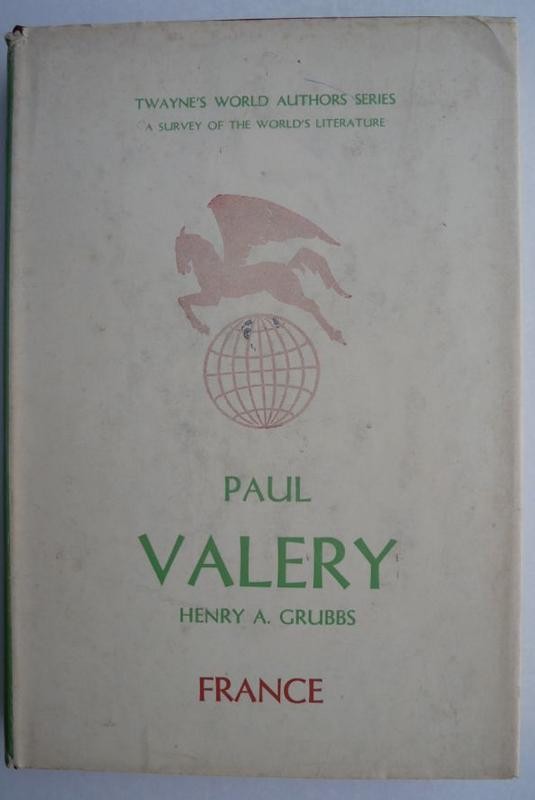 TWAYNE'S WORLD AUTHORS SERIES
A SURVEY OF THE WORLD'S LITERATURE
PAUL
VALERY
HENRY A. GRUBBS
FRANCE